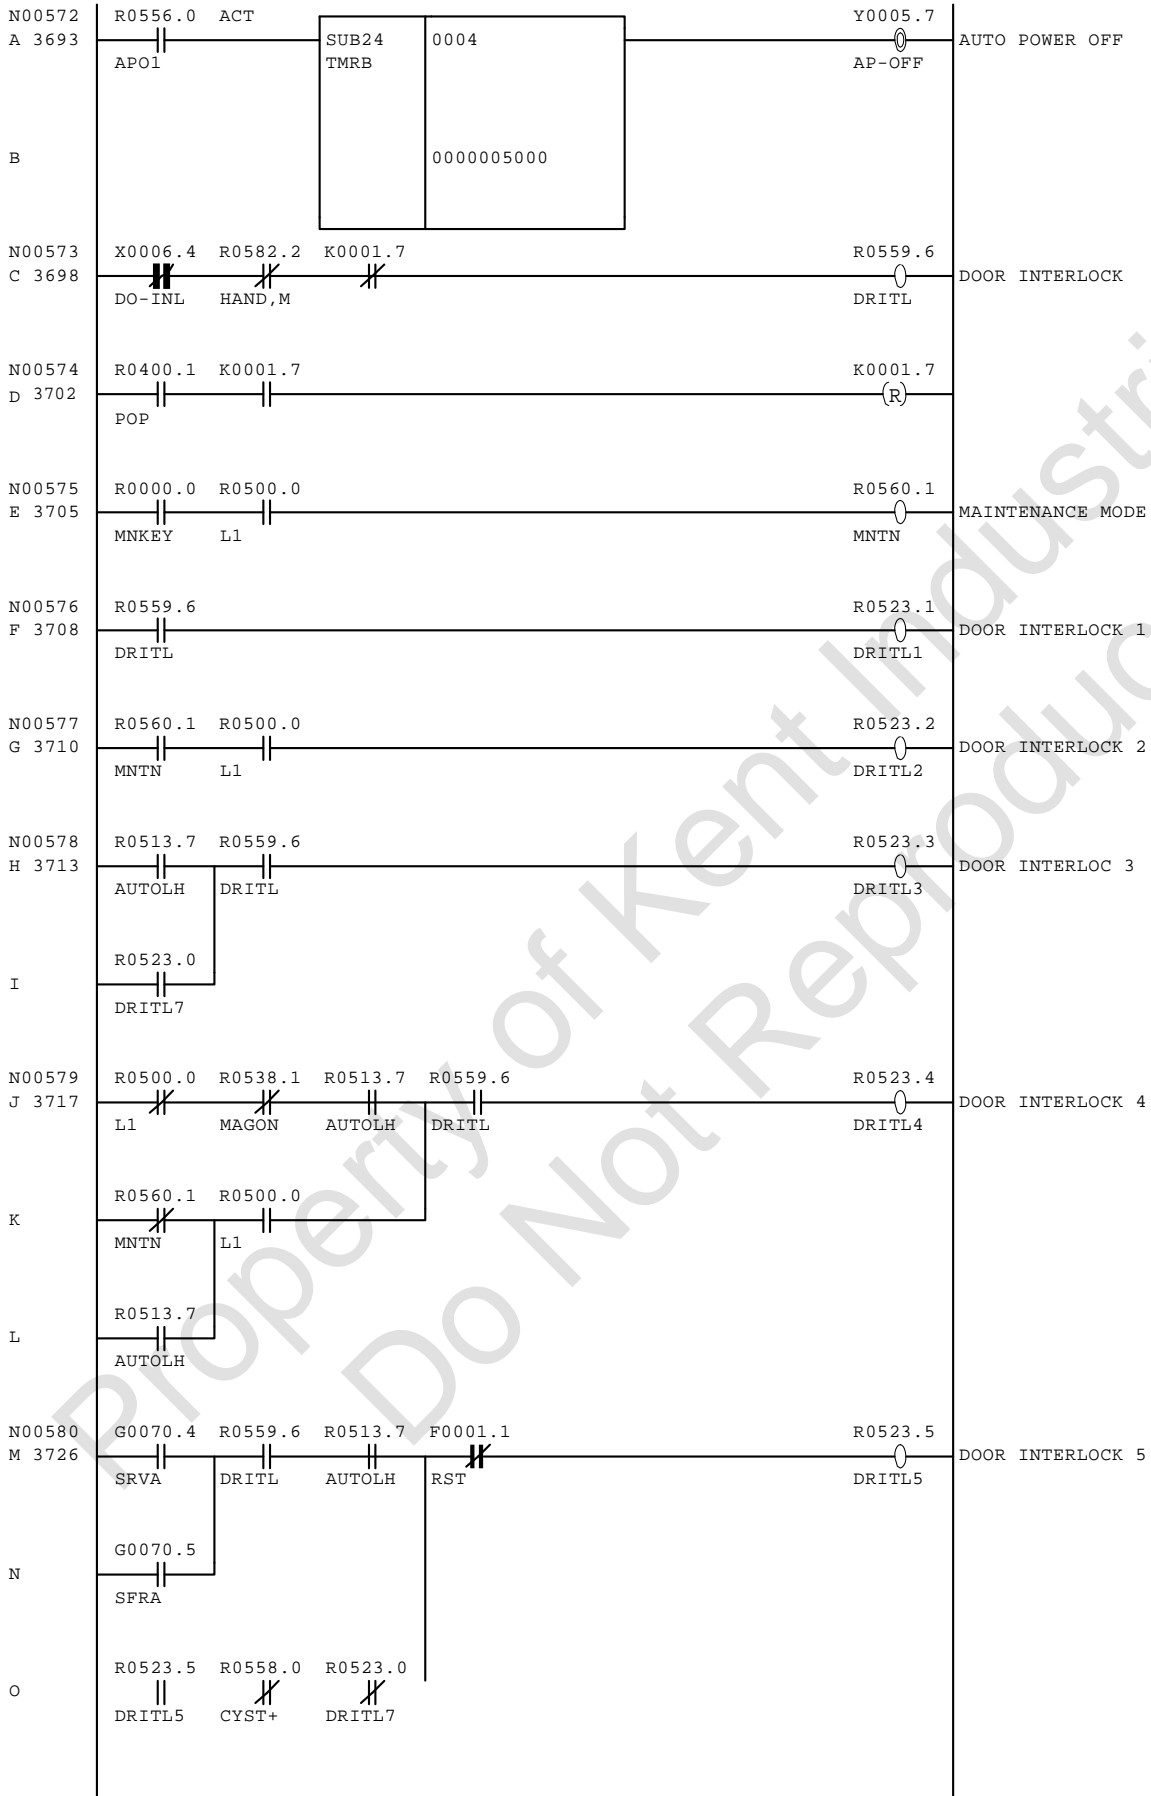 N00572 R0556.0 ACT Y0005.7
A 3693 SUB24 0004 AUTO POWER OFF
APO1 TMRB AP-OFF
B 0000005000
N00573 X0006.4 R0582.2 K0001.7 R0559.6
C 3698 DOOR INTERLOCK
DO-INL HAND,M DRITL
N00574 R0400.1 K0001.7 K0001.7
D 3702 (R)
POP
N00575 R0000.0 R0500.0 R0560.1
E 3705 MAINTENANCE MODE
MNKEY L1 MNTN
N00576 R0559.6 R0523.1
F 3708 DOOR INTERLOCK 1
DRITL DRITL1
N00577 R0560.1 R0500.0 R0523.2
G 3710 DOOR INTERLOCK 2
MNTN L1 DRITL2
N00578 R0513.7 R0559.6 R0523.3
H 3713 DOOR INTERLOC 3
AUTOLH DRITL DRITL3
R0523.0
I
DRITL7
N00579 R0500.0 R0538.1 R0513.7 R0559.6 R0523.4
J 3717 DOOR INTERLOCK 4
L1 MAGON AUTOLH DRITL DRITL4
R0560.1 R0500.0
K
MNTN L1
R0513.7
L
AUTOLH
N00580 G0070.4 R0559.6 R0513.7 F0001.1 R0523.5
M 3726 DOOR INTERLOCK 5
SRVA DRITL AUTOLH RST DRITL5
G0070.5
N
SFRA
R0523.5 R0558.0 R0523.0
O
DRITL5 CYST+ DRITL7
Property of Kent Industri
Do Not Reproduc